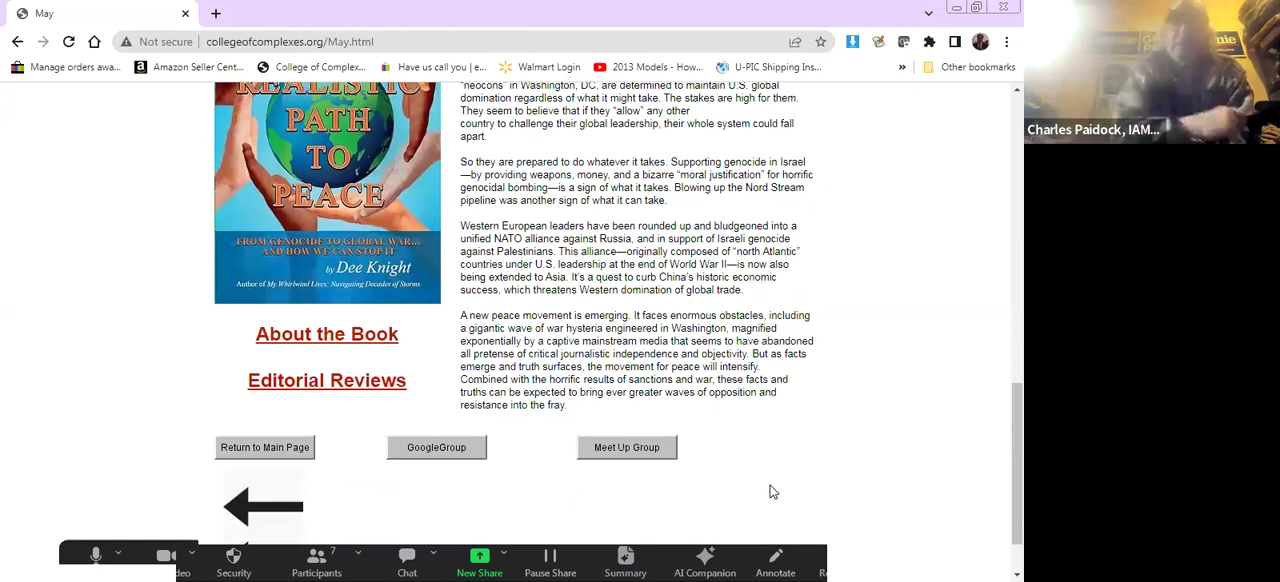 May
Not secure
collegeofcomplexes.org/May.html
Manage orders awa...
Amazon Seller Cent...
College of Complex...
Have us call you | e...
Walmart Login
2013 Models - How...
U-PIC Shipping Ins...
»
Other bookmarks
REALISTIC
PATH
TO
PEACE
FROM GENOCIDE TO GLOBAL WAR...
AND HOW WE CAN STOP IT
by Dee Knight
Author of My Whirlwind Lives: Navigating Decades of Storms
About the Book
Editorial Reviews
"neocons" in Washington, DC, are determined to maintain U.S. global
domination regardless of what it might take. The stakes are high for them.
They seem to believe that if they "allow" any other
country to challenge their global leadership, their whole system could fall
apart.
So they are prepared to do whatever it takes. Supporting genocide in Israel
—by providing weapons, money, and a bizarre "moral justification" for horrific
genocidal bombing—is a sign of what it takes. Blowing up the Nord Stream
pipeline was another sign of what it can take.
Western European leaders have been rounded up and bludgeoned into a
unified NATO alliance against Russia, and in support of Israeli genocide
against Palestinians. This alliance—originally composed of "north Atlantic"
countries under U.S. leadership at the end of World War II—is now also
being extended to Asia. It's a quest to curb China's historic economic
success, which threatens Western domination of global trade.
A new peace movement is emerging. It faces enormous obstacles, including
a gigantic wave of war hysteria engineered in Washington, magnified
exponentially by a captive mainstream media that seems to have abandoned
all pretense of critical journalistic independence and objectivity. But as facts
emerge and truth surfaces, the movement for peace will intensify.
Combined with the horrific results of sanctions and war, these facts and
truths can be expected to bring ever greater waves of opposition and
resistance into the fray.
Return to Main Page
GoogleGroup
Meet Up Group
deo
Security
7
Participants
Chat
New Share
Pause Share
Summary
AI Companion
Annotate
R
Charles Paidock, IAM...
nie